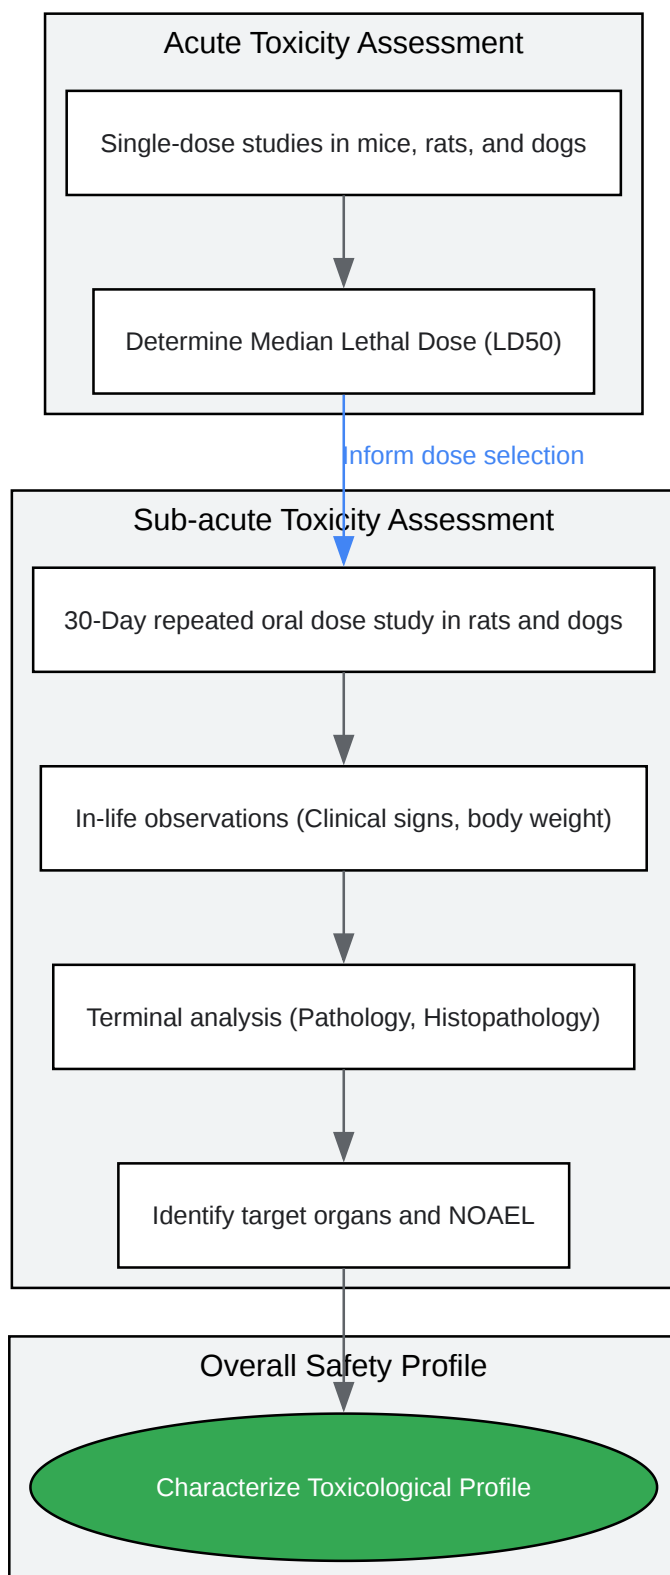 Acute Toxicity Assessment
Single-dose studies in mice, rats, and dogs
Determine Median Lethal Dose (LD50)
Inform dose selection
Sub-acute Toxicity Assessment
30-Day repeated oral dose study in rats and dogs
In-life observations (Clinical signs, body weight)
Terminal analysis (Pathology, Histopathology)
Identify target organs and NOAEL
Overall Safety Profile
Characterize Toxicological Profile